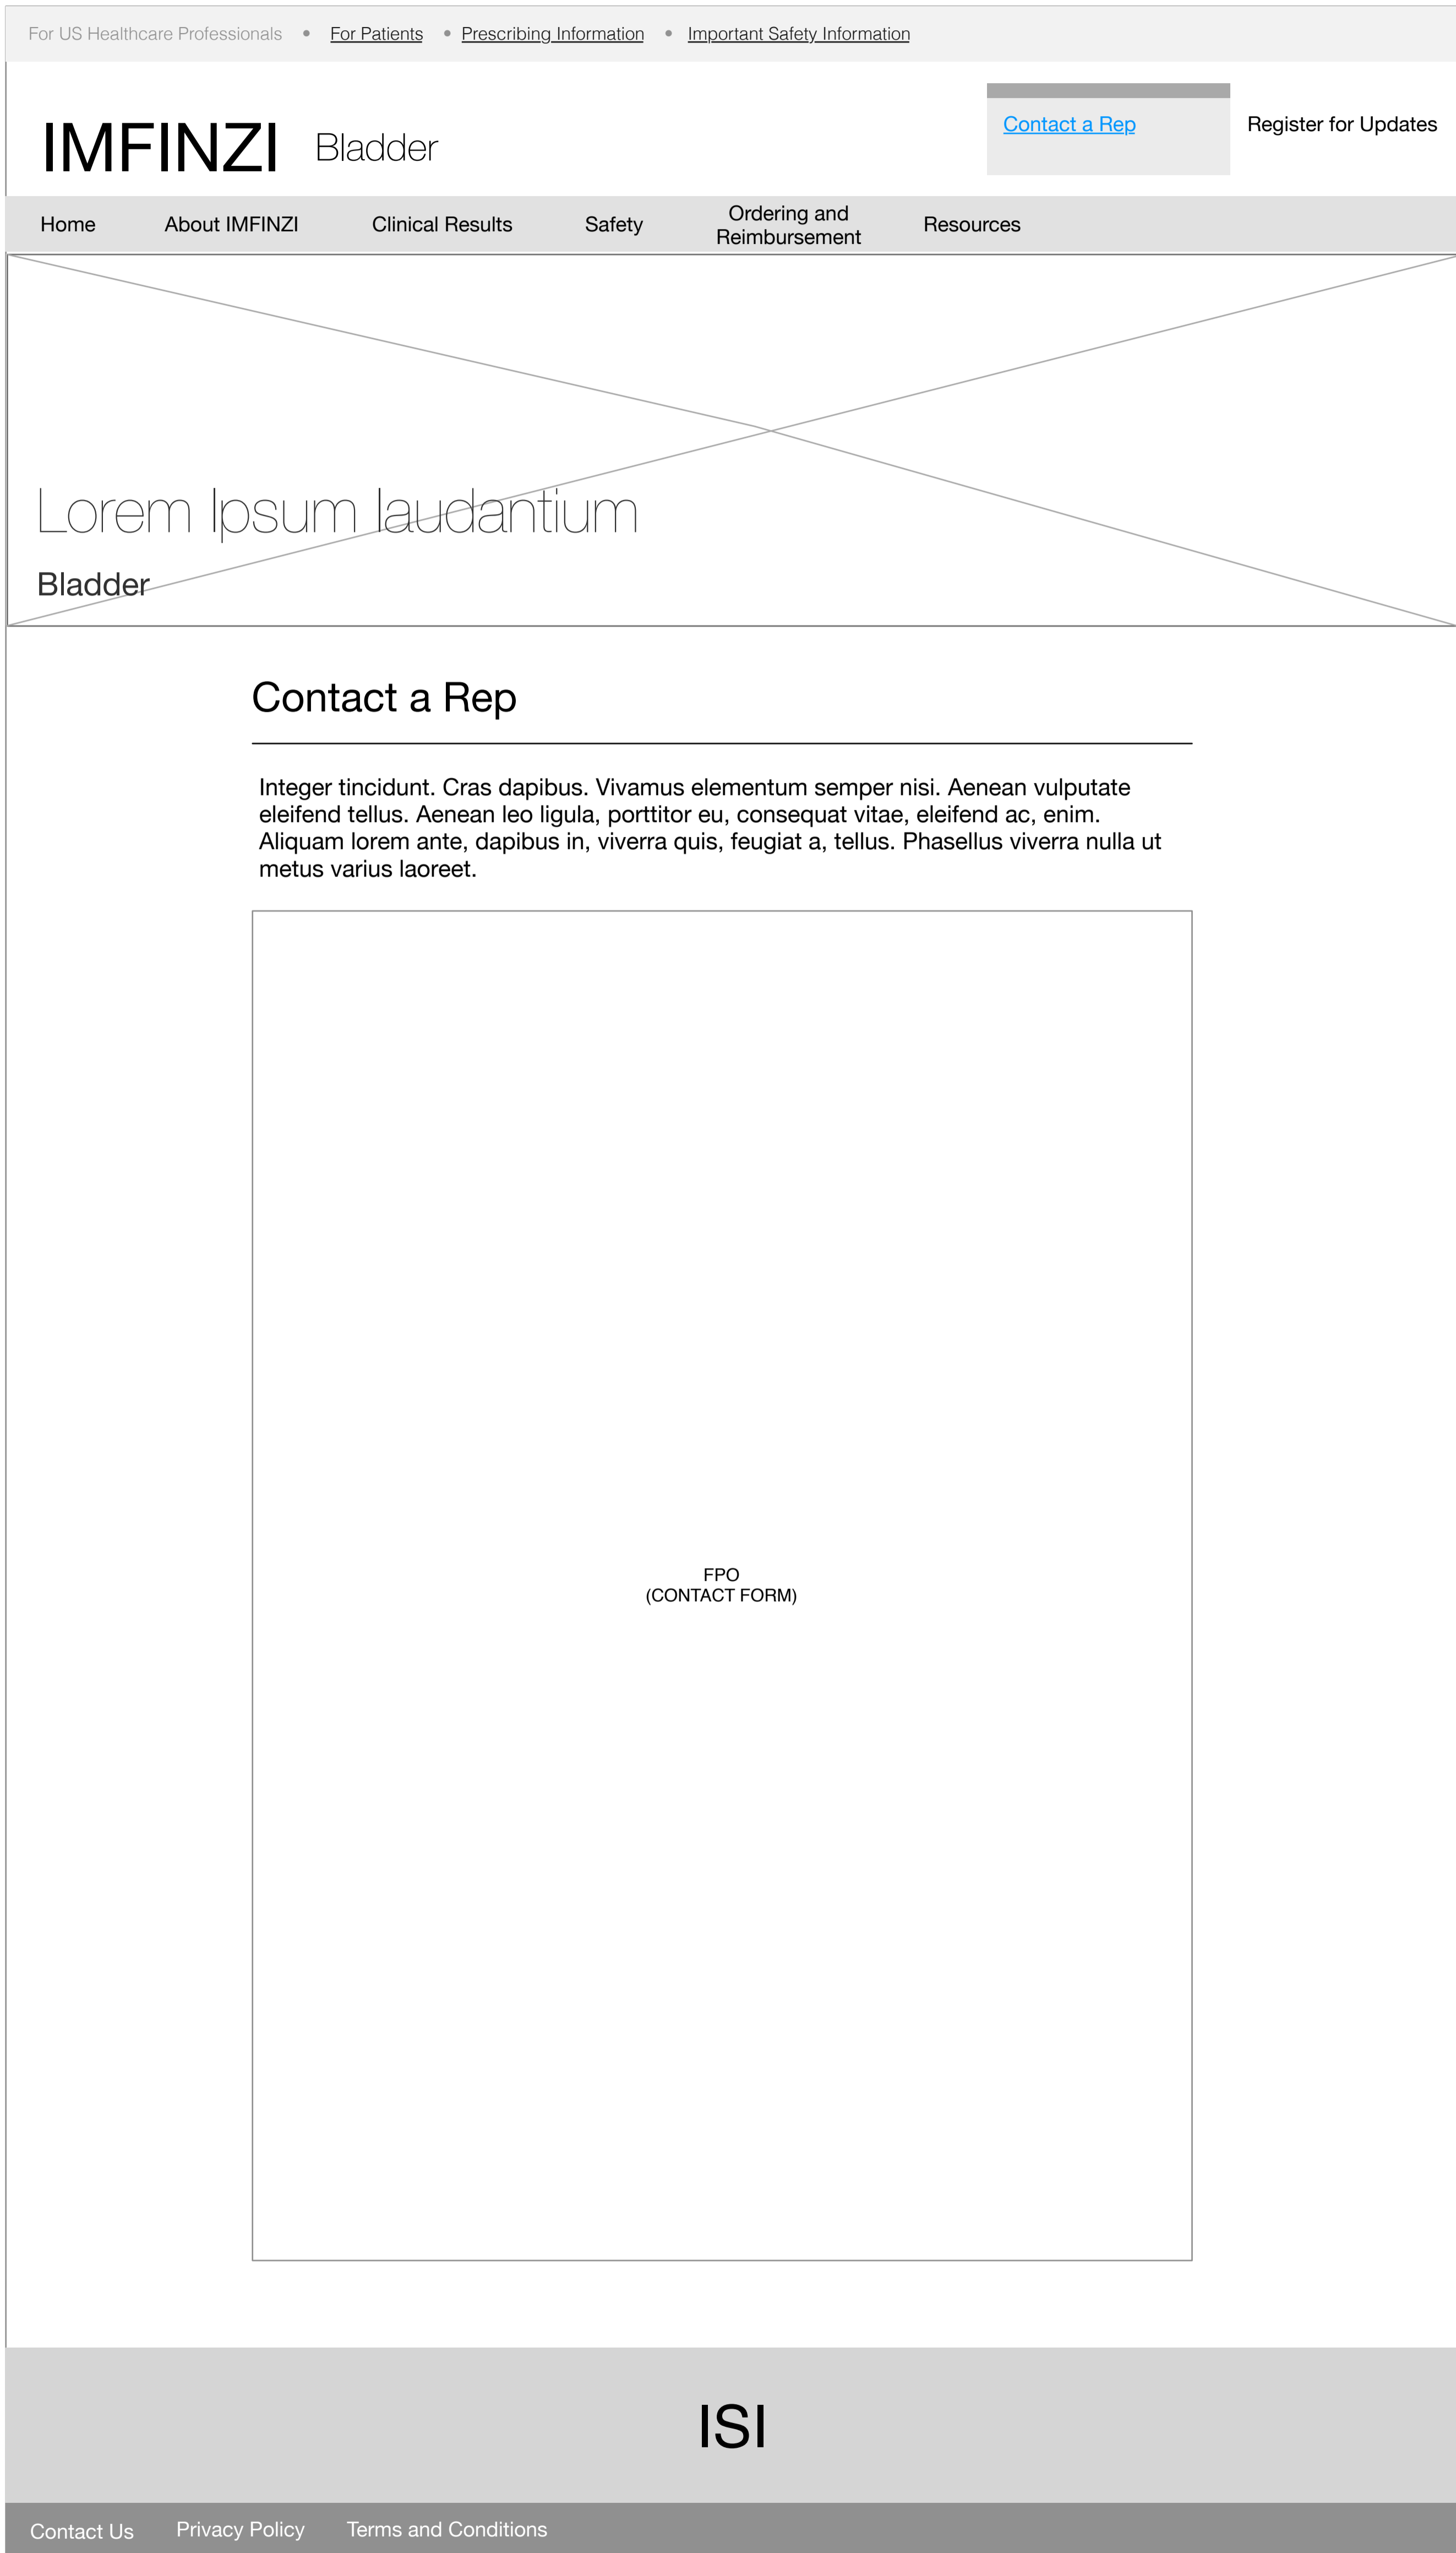 For US Healthcare Professionals • For Patients • Prescribing Information • Important Safety Information
IMFINZI Bladder
Contact a Rep
Register for Updates
Home About IMFINZI Clinical Results Safety Ordering and Reimbursement Resources
Lorem Ipsum laudantium
Bladder
Contact a Rep
Integer tincidunt. Cras dapibus. Vivamus elementum semper nisi. Aenean vulputate
eleifend tellus. Aenean leo ligula, porttitor eu, consequat vitae, eleifend ac, enim.
Aliquam lorem ante, dapibus in, viverra quis, feugiat a, tellus. Phasellus viverra nulla ut
metus varius laoreet.
FPO
(CONTACT FORM)
ISI
Contact Us Privacy Policy Terms and Conditions